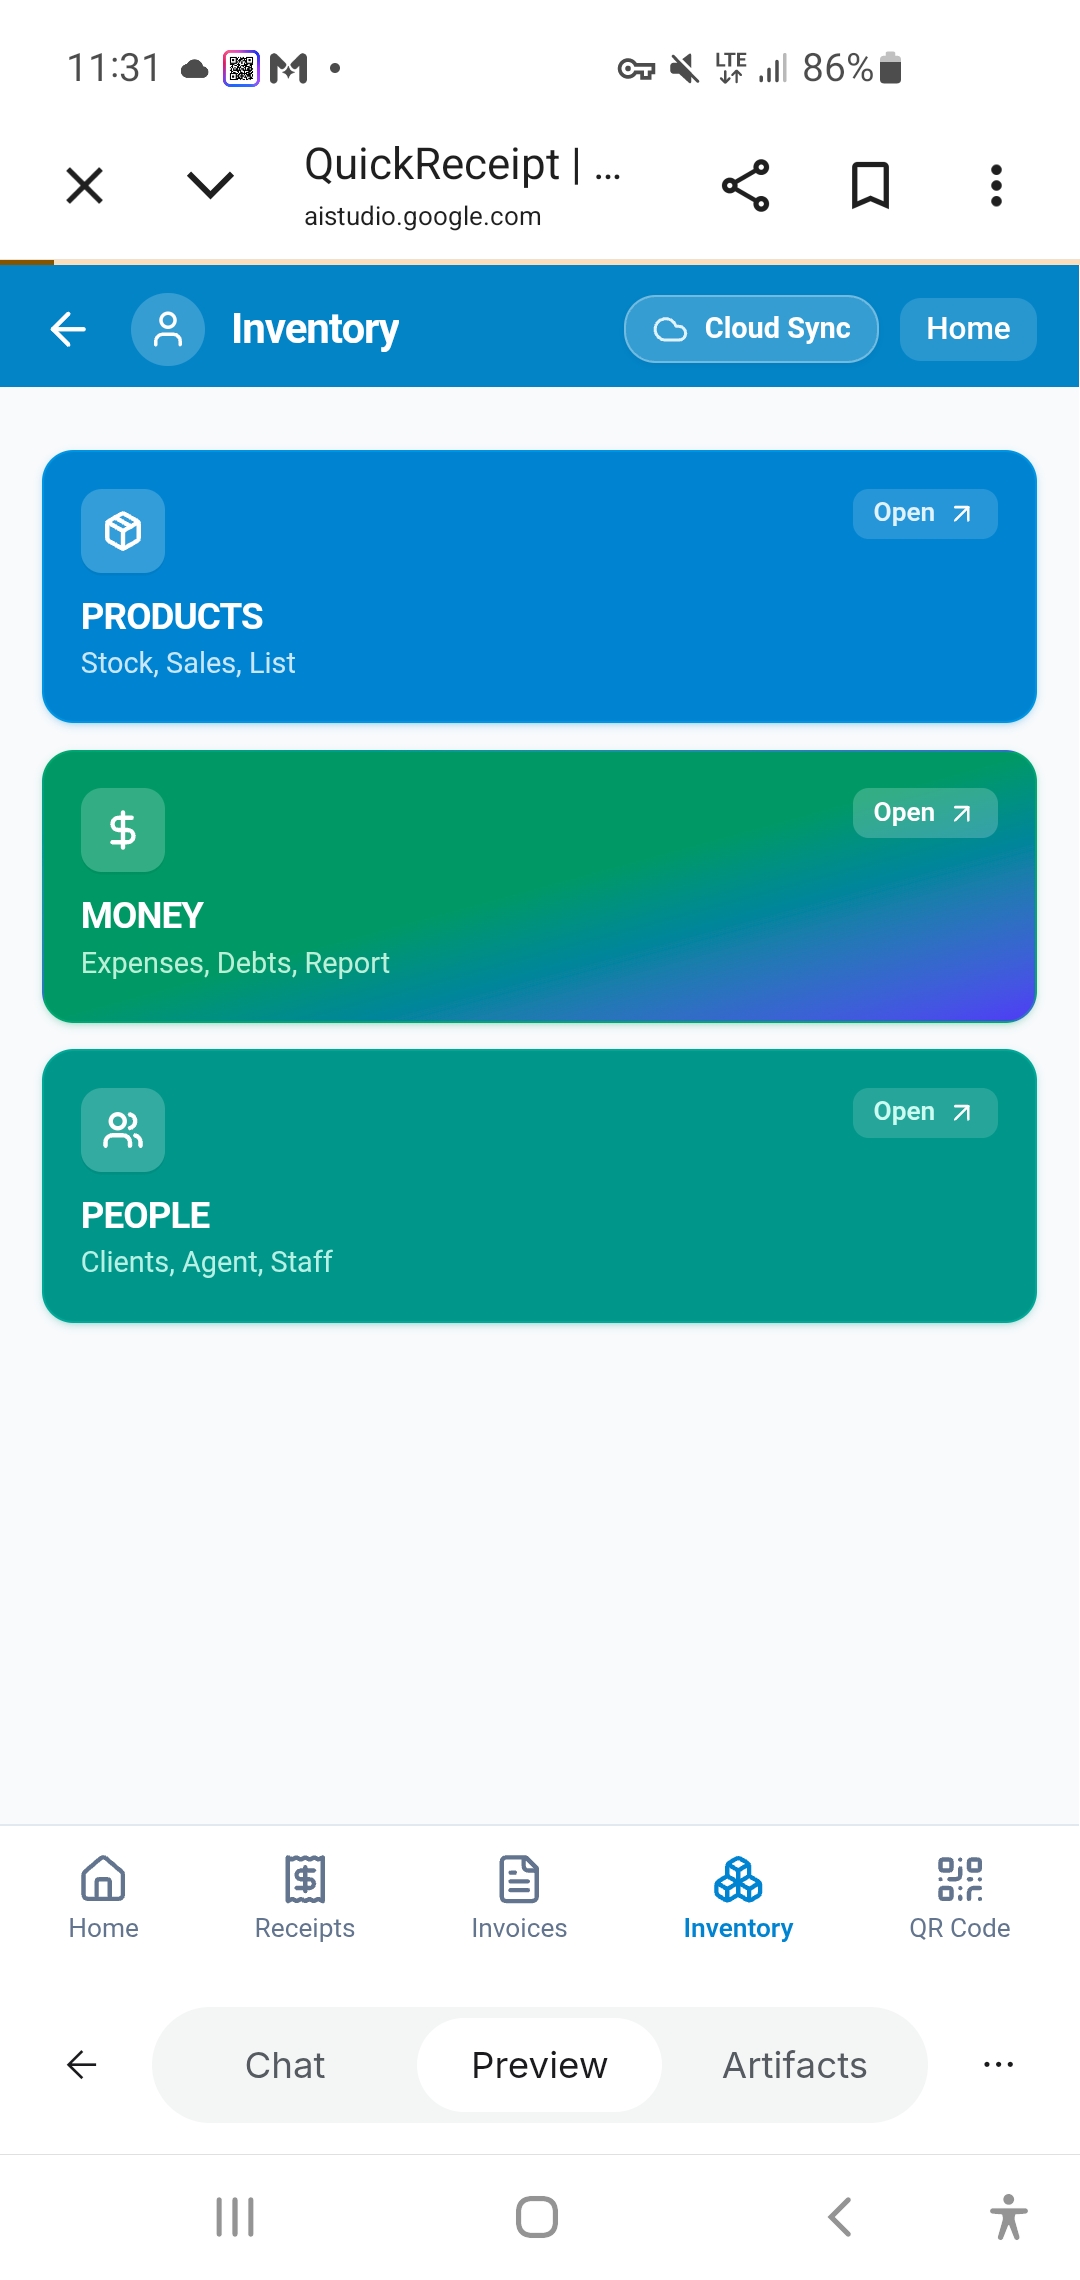 11:31
LTE
86%
QuickReceipt | ...
aistudio.google.com
Inventory
Cloud Sync
Home
Open
PRODUCTS
Stock, Sales, List
Open
MONEY
Expenses, Debts, Report
Open
PEOPLE
Clients, Agent, Staff
Home
Receipts
Invoices
Inventory
QR Code
Chat
Preview
Artifacts